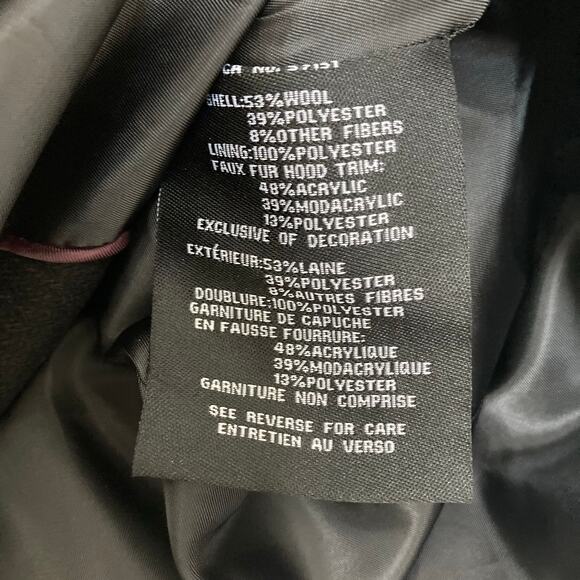 CA NO. 57151
SHELL:53%WOOL
39%POLYESTER
8%OTHER FIBERS
LINING:100%POLYESTER
FAUX FUR HOOD TRIM:
48%ACRYLIC
39%MODACRYLIC
13%POLYESTER
EXCLUSIVE OF DECORATION
EXTÉRIEUR:53%LAINE
39%POLYESTER
8%AUTRES FIBRES
DOUBLURE:100%POLYESTER
GARNITURE DE CAPUCHE
EN FAUSSE FOURRURE:
48%ACRYLIQUE
39%MODACRYLIQUE
13%POLYESTER
GARNITURE NON COMPRISE
SEE REVERSE FOR CARE
ENTRETIEN AU VERSO